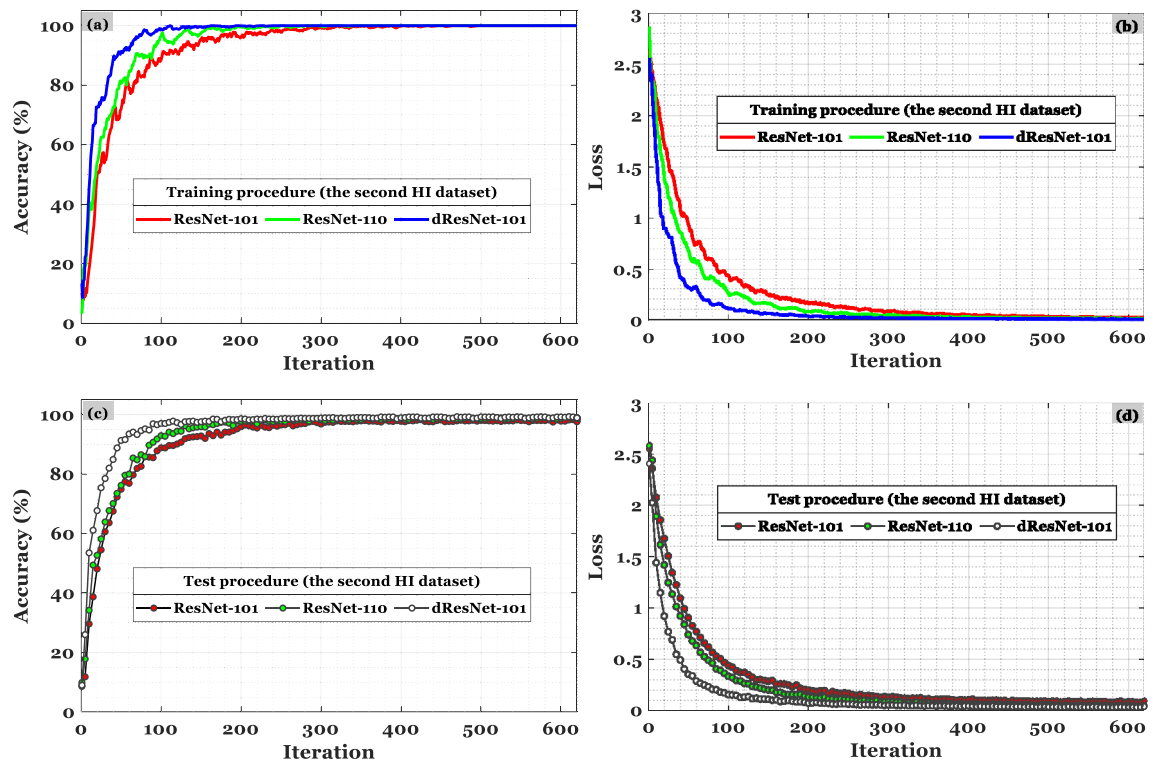 (a)
100
80
60
40
20
0
Accuracy (%)
Training procedure (the second HI dataset)
ResNet-101 ResNet-110 dResNet-101
0 100 200 300 400 500 600
Iteration
(b)
3
2.5
2
1.5
1
0.5
0
Loss
Training procedure (the second HI dataset)
ResNet-101 ResNet-110 dResNet-101
0 100 200 300 400 500 600
Iteration
(c)
100
80
60
40
20
0
Accuracy (%)
Test procedure (the second HI dataset)
ResNet-101 ResNet-110 dResNet-101
0 100 200 300 400 500 600
Iteration
(d)
3
2.5
2
1.5
1
0.5
0
Loss
Test procedure (the second HI dataset)
ResNet-101 ResNet-110 dResNet-101
0 100 200 300 400 500 600
Iteration